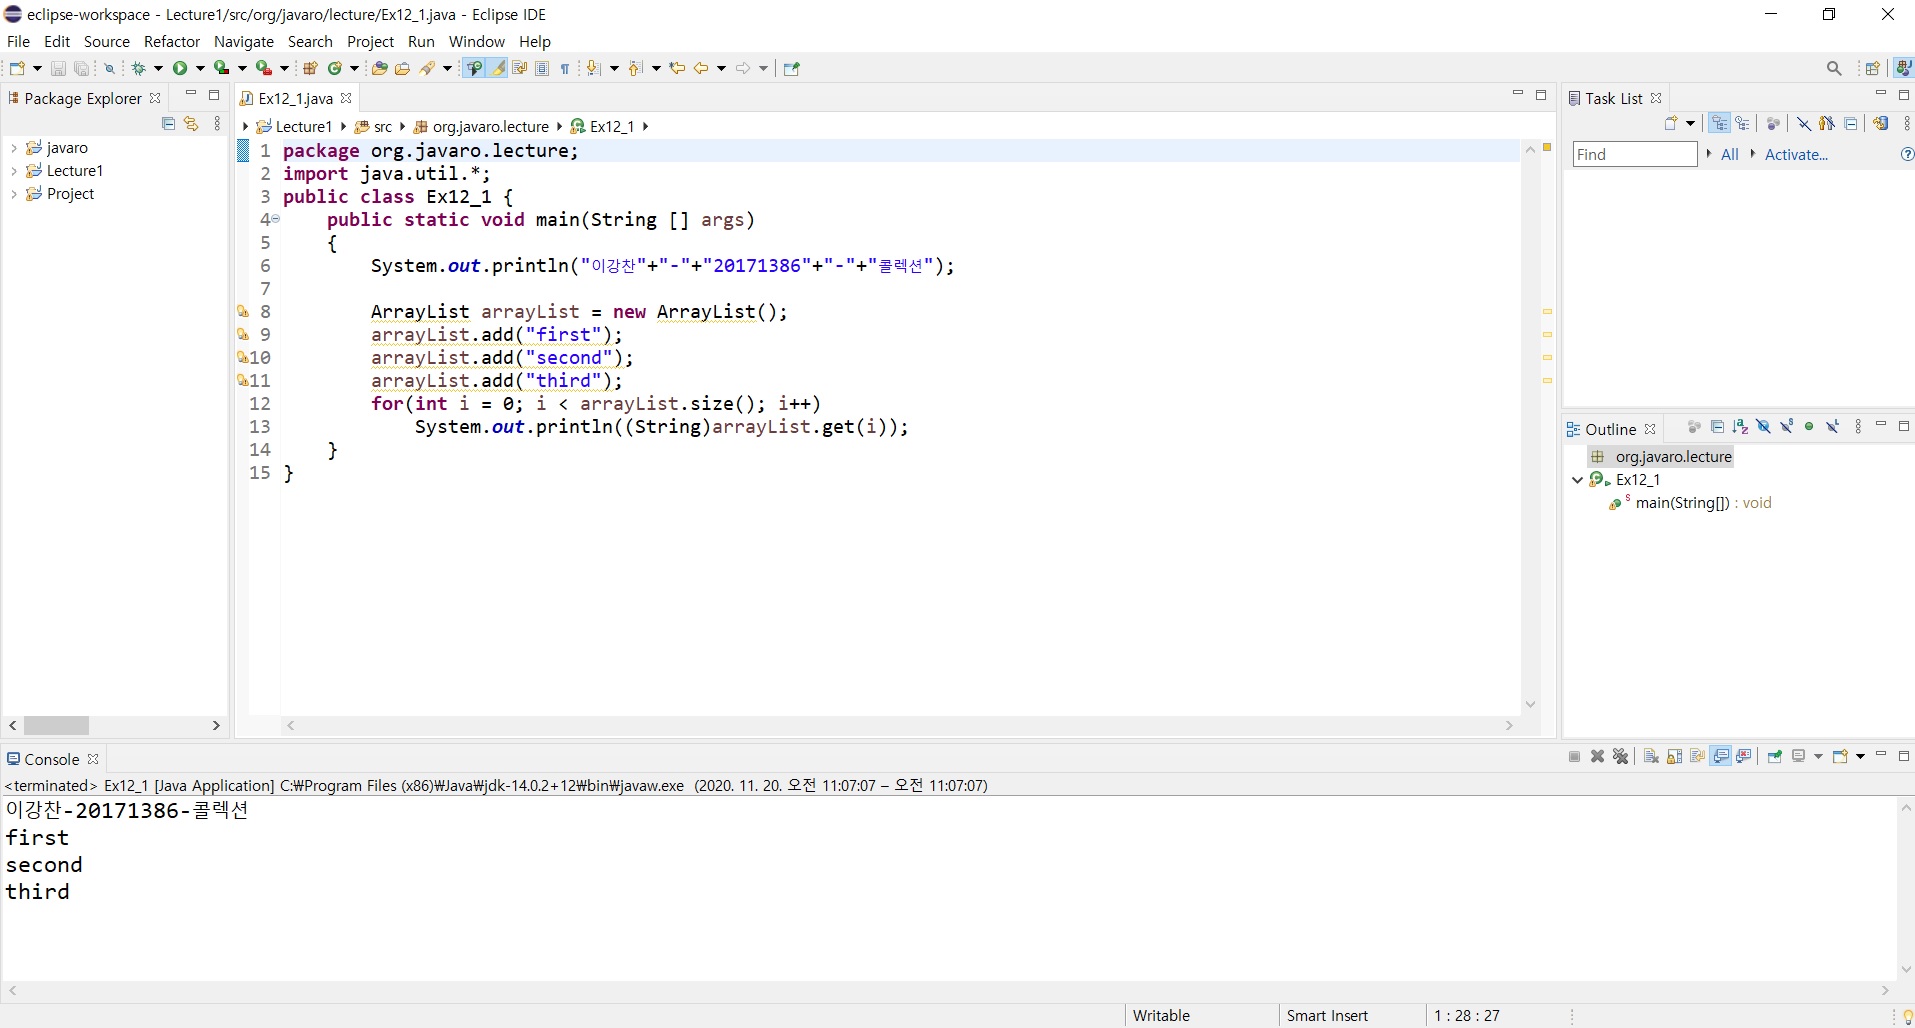 eclipse-workspace - Lecture1/src/org/javaro/lecture/Ex12_1.java - Eclipse IDE
File Edit Source Refactor Navigate Search Project Run Window Help
Package Explorer
javaro
Lecture1
Project
Ex12_1.java
Lecture1 src org.javaro.lecture Ex12_1
1 package org.javaro.lecture;
2 import java.util.*;
3 public class Ex12_1 {
4 public static void main(String [] args)
5 {
6 System.out.println("이강찬"+"-"+"20171386"+"-"+"콜렉션");
7
8 ArrayList arrayList = new ArrayList();
9 arrayList.add("first");
10 arrayList.add("second");
11 arrayList.add("third");
12 for(int i = 0; i < arrayList.size(); i++)
13 System.out.println((String)arrayList.get(i));
14 }
15 }
Task List
Find All Activate...
Outline
org.javaro.lecture
Ex12_1
main(String[]) : void
Console
<terminated> Ex12_1 [Java Application] C:₩Program Files (x86)₩Java₩jdk-14.0.2+12₩bin₩javaw.exe (2020. 11. 20. 오전 11:07:07 – 오전 11:07:07)
이강찬-20171386-콜렉션
first
second
third
Writable Smart Insert 1 : 28 : 27